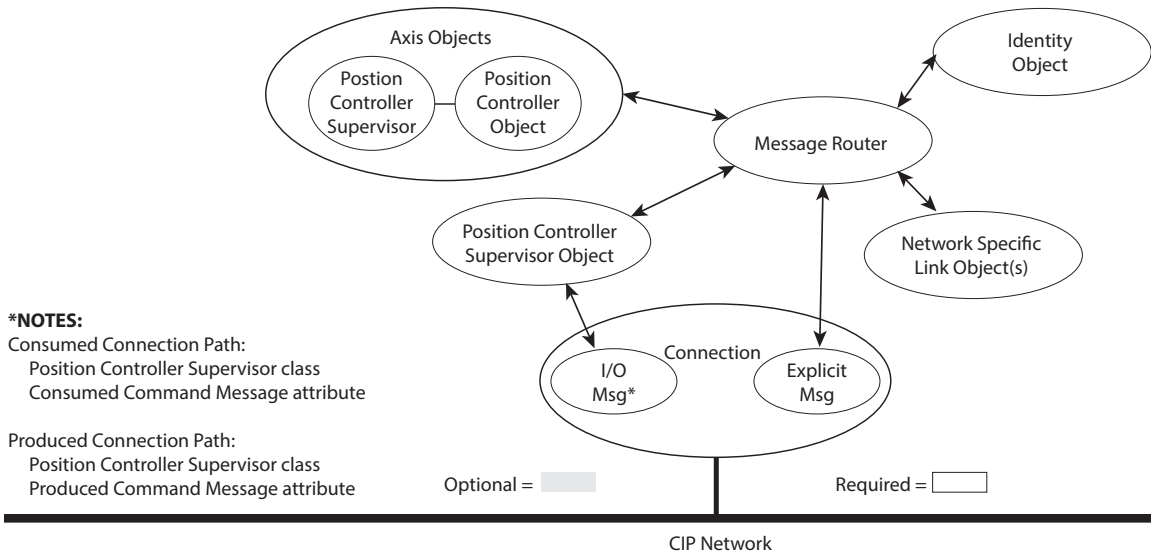 Axis Objects
Postion
Controller
Supervisor
Position
Controller
Object
Identity
Object
Message Router
Position Controller
Supervisor Object
Network Specific
Link Object(s)
*NOTES:
Consumed Connection Path:
Position Controller Supervisor class
Consumed Command Message attribute
Produced Connection Path:
Position Controller Supervisor class
Produced Command Message attribute
Connection
I/O
Msg*
Explicit
Msg
Optional =
Required =
CIP Network